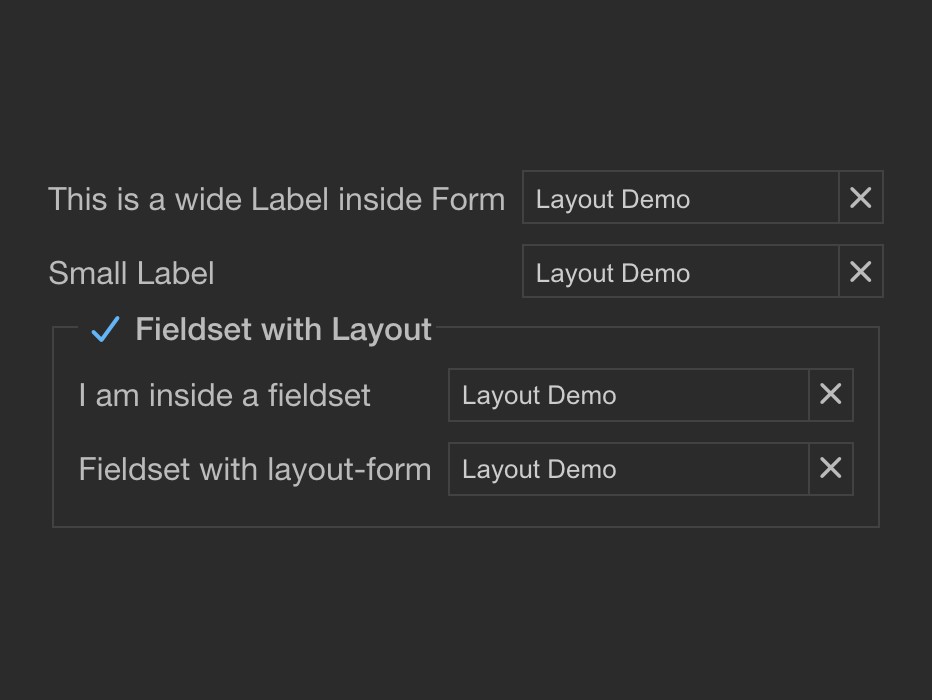 This is a wide Label inside Form Layout Demo
Small Label Layout Demo
Fieldset with Layout
I am inside a fieldset Layout Demo
Fieldset with layout-form Layout Demo